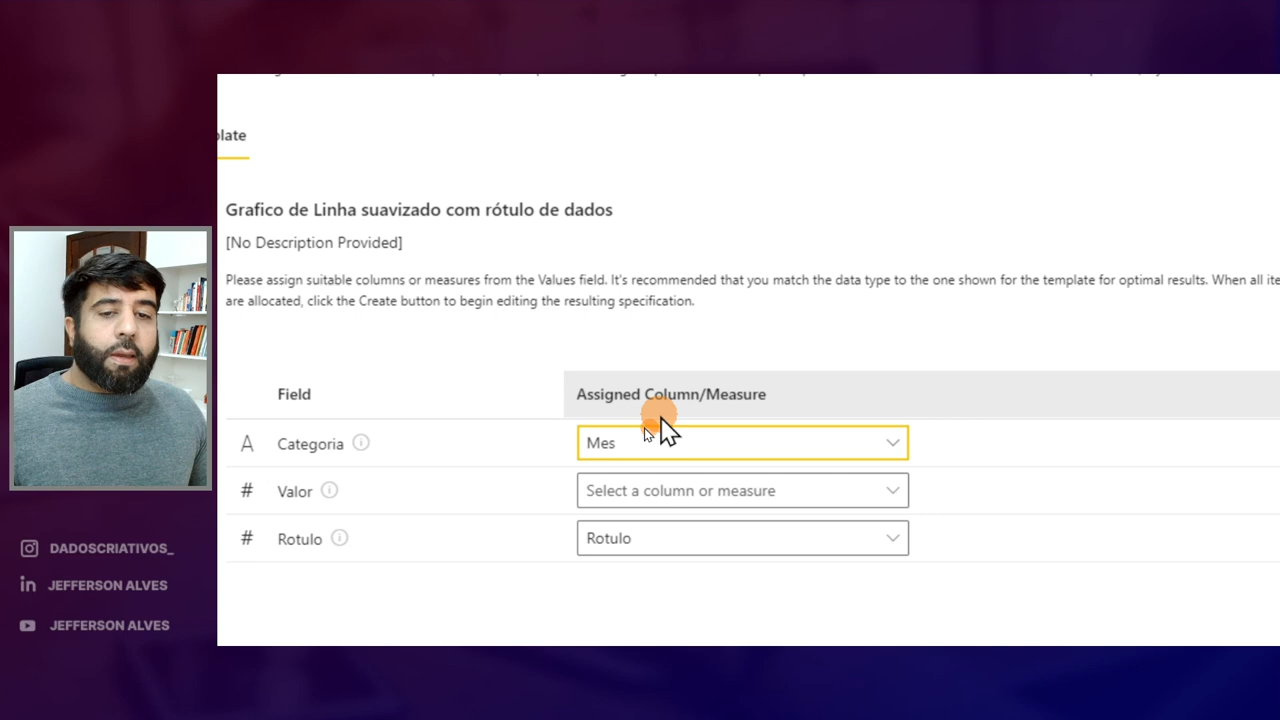 plate
Grafico de Linha suavizado com rótulo de dados
[No Description Provided]
Please assign suitable columns or measures from the Values field. It's recommended that you match the data type to the one shown for the template for optimal results. When all
are allocated, click the Create button to begin editing the resulting specification.
Field
Assigned Column/Measure
A Categoria
Mes
# Valor
Select a column or measure
# Rotulo
Rotulo
DADOSCRIATIVOS_
in JEFFERSON ALVES
JEFFERSON ALVES